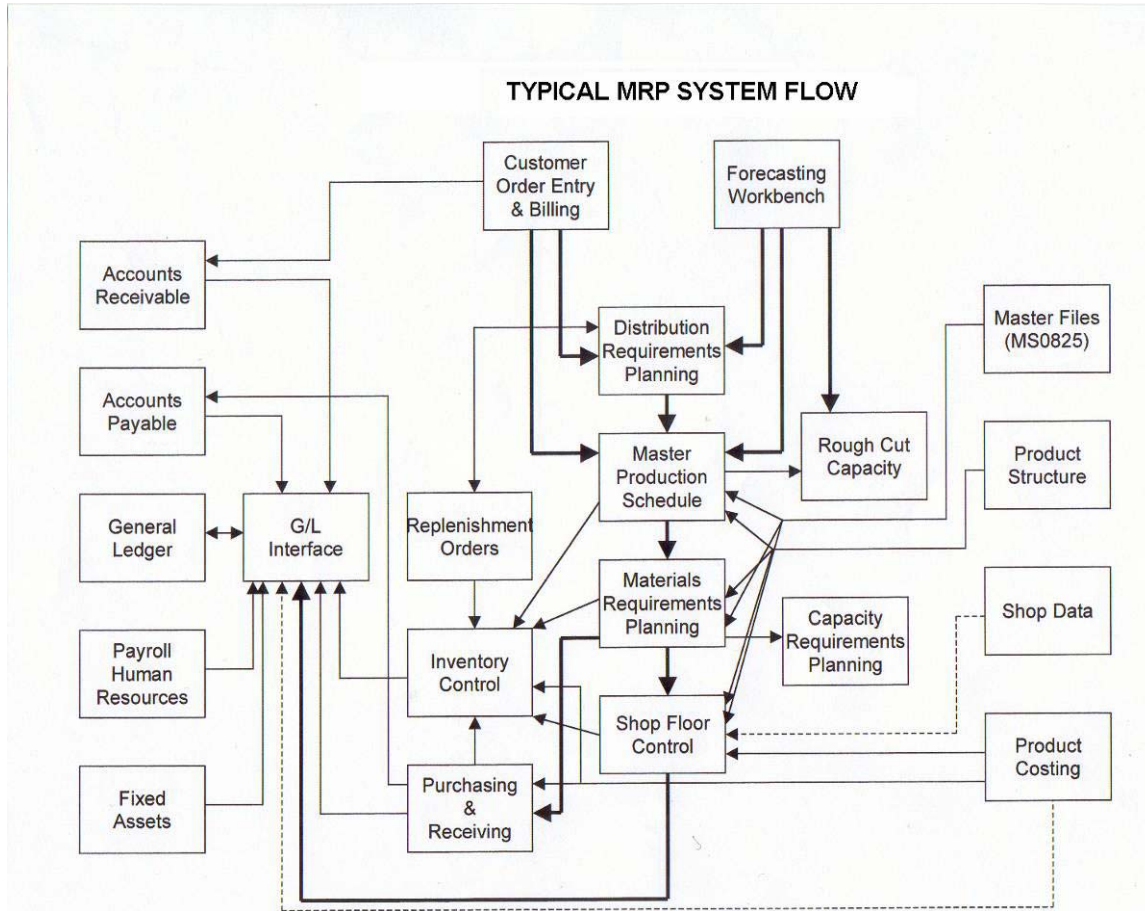 TYPICAL MRP SYSTEM FLOW
Customer
Order Entry
& Billing
Forecasting
Workbench
Accounts
Receivable
Distribution
Requirements
Planning
Master Files
(MS0825)
Accounts
Payable
Master
Production
Schedule
Rough Cut
Capacity
Product
Structure
General
Ledger
G/L
Interface
Replenishment
Orders
Materials
Requirements
Planning
Capacity
Requirements
Planning
Shop Data
Payroll
Human
Resources
Inventory
Control
Shop Floor
Control
Product
Costing
Fixed
Assets
Purchasing
&
Receiving